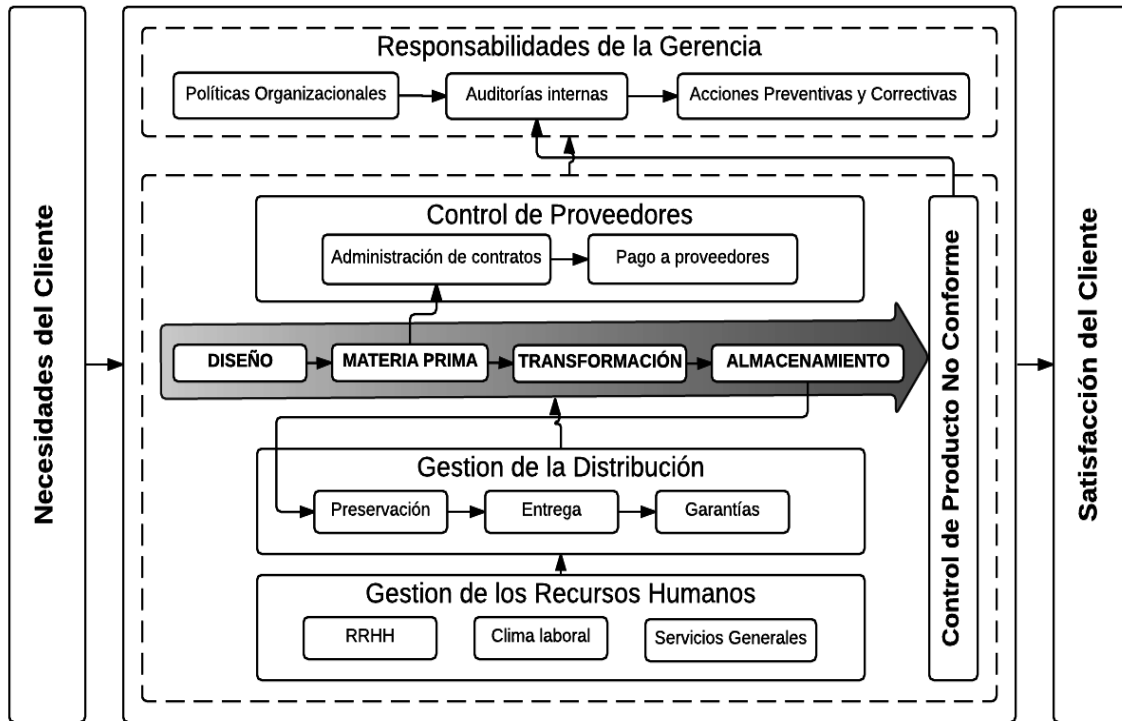 Necesidades del Cliente
Responsabilidades de la Gerencia
Políticas Organizacionales
Auditorías internas
Acciones Preventivas y Correctivas
Control de Proveedores
Administración de contratos
Pago a proveedores
DISEÑO
MATERIA PRIMA
TRANSFORMACIÓN
ALMACENAMIENTO
Gestion de la Distribución
Preservación
Entrega
Garantías
Gestion de los Recursos Humanos
RRHH
Clima laboral
Servicios Generales
Control de Producto No Conforme
Satisfacción del Cliente